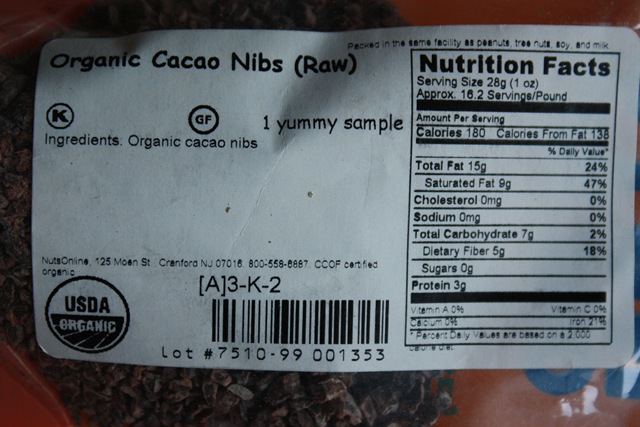 Packed in the same facility as peanuts, tree nuts, soy, and milk
Organic Cacao Nibs (Raw)
K
GF
1 yummy sample
Ingredients: Organic cacao nibs
NutsOnline, 125 Moen St. Cranford NJ 07016. 800-558-6887. CCOF certified
organic
[A]3-K-2
USDA
ORGANIC
Lot #7510-99 001353
Nutrition Facts
Serving Size 28g (1 oz)
Approx. 16.2 Servings/Pound
Amount Per Serving
Calories 180 Calories From Fat 138
% Daily Value*
Total Fat 15g 24%
Saturated Fat 9g 47%
Cholesterol 0mg 0%
Sodium 0mg 0%
Total Carbohydrate 7g 2%
Dietary Fiber 5g 18%
Sugars 0g
Protein 3g
Vitamin A 0% Vitamin C 0%
Calcium 0% Iron 21%
* Percent Daily Values are based on a 2,000
calorie diet.